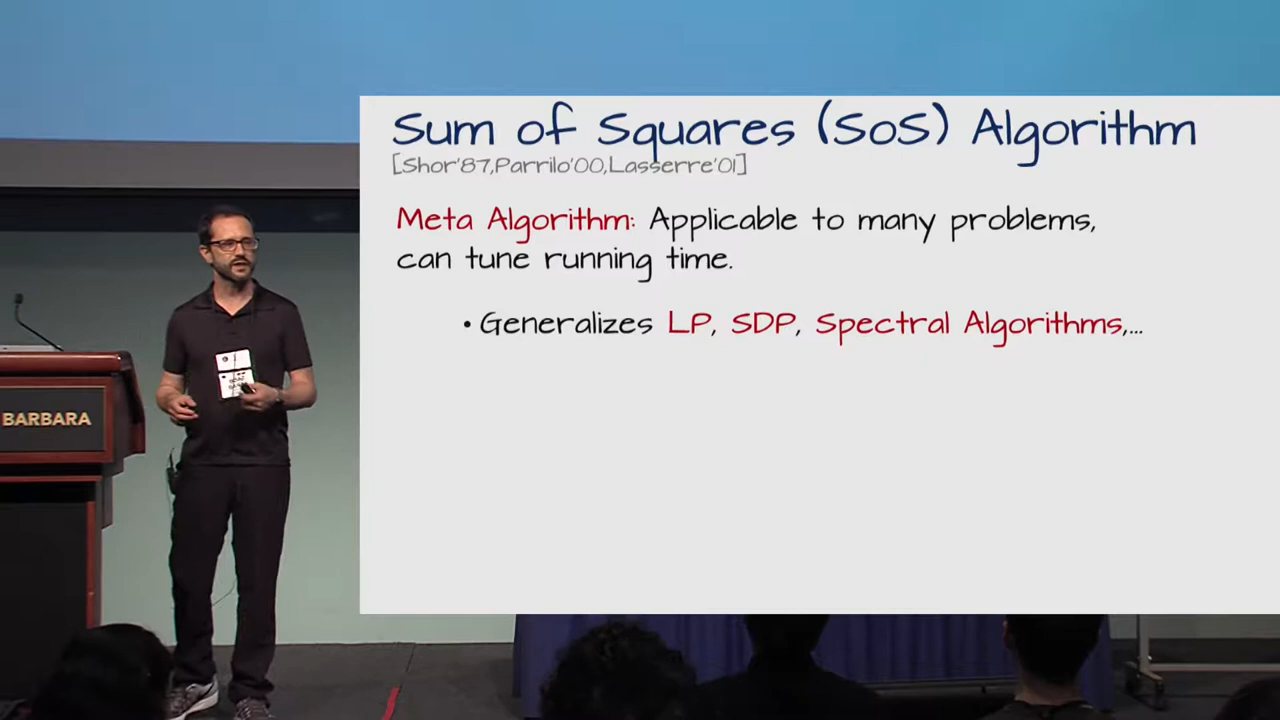 Sum of Squares (SoS) Algorithm
[Shor'87,Parrilo'00,Lasserre'01]
Meta Algorithm: Applicable to many problems,
can tune running time.
• Generalizes LP, SDP, Spectral Algorithms,...
BARBARA